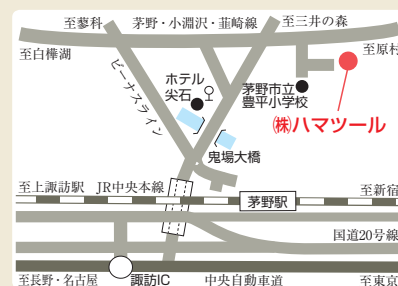 至蓼科
茅野・小淵沢・韮崎線
至三井の森
至白樺湖
至原村
ビーナスライン
ホテル
尖石
茅野市立
豊平小学校
㈱ハマツール
鬼場大橋
至上諏訪駅
JR中央本線
茅野駅
至新宿
国道20号線
至長野・名古屋
諏訪IC
中央自動車道
至東京